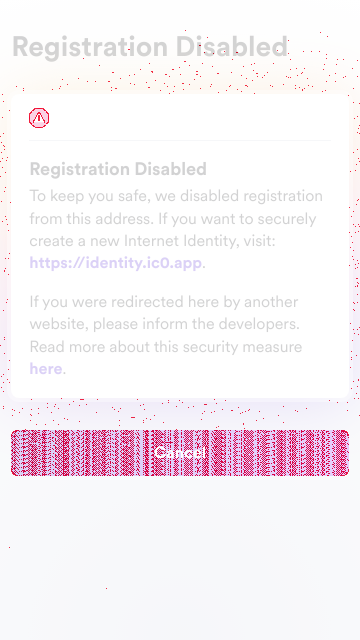 Registration Disabled
Registration Disabled
To keep you safe, we disabled registration
from this address. If you want to securely
create a new Internet Identity, visit:
https://identity.ic0.app.
If you were redirected here by another
website, please inform the developers.
Read more about this security measure
here.
Cancel